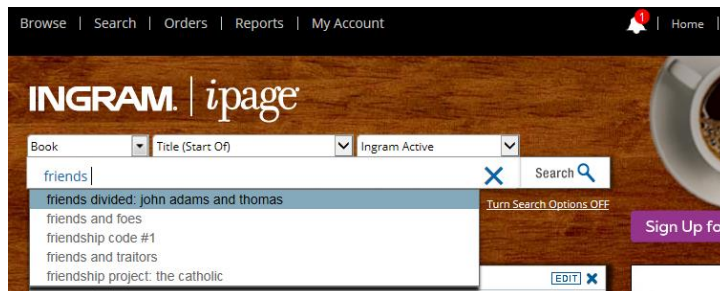 Browse | Search | Orders | Reports | My Account
1 | Home |
INGRAM. | ipage
Book Title (Start Of) Ingram Active
friends Search
friends divided: john adams and thomas
friends and foes
friendship code #1
friends and traitors
friendship project: the catholic
Turn Search Options OFF
Sign Up fo
EDIT